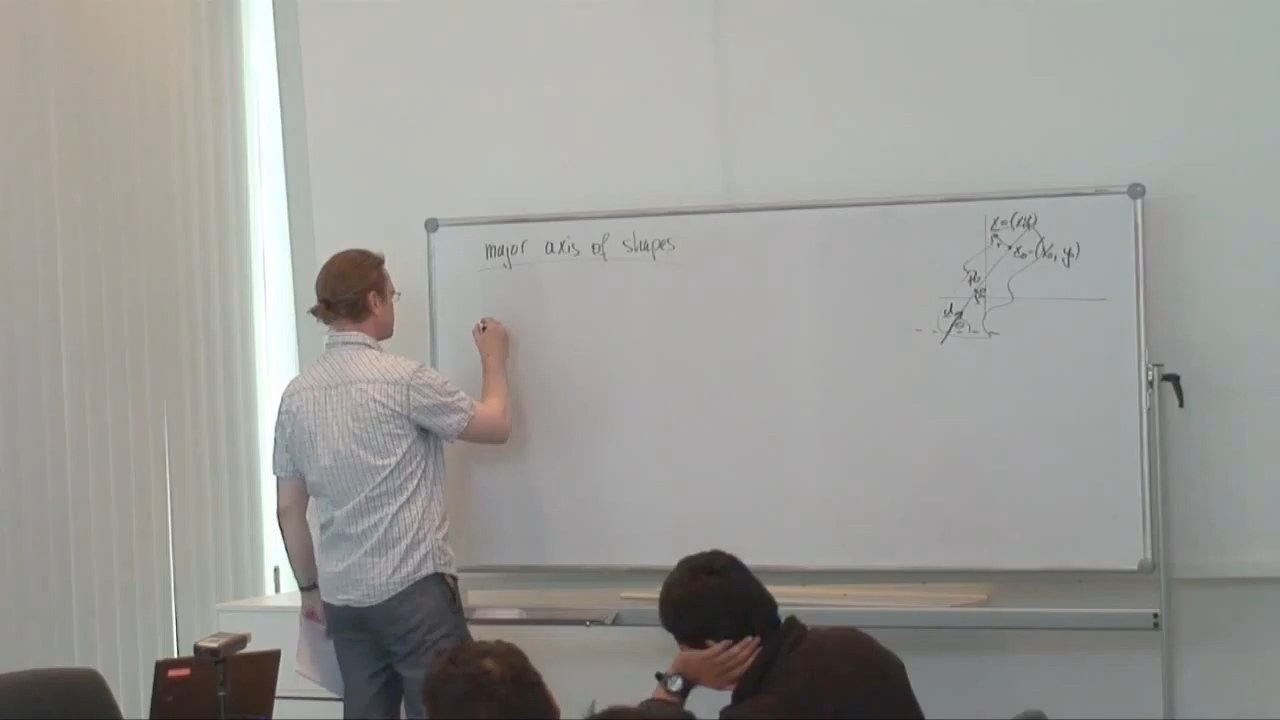 major axis of shapes
x=(x,y)
x₀=(x₀, y₀)
d
θ